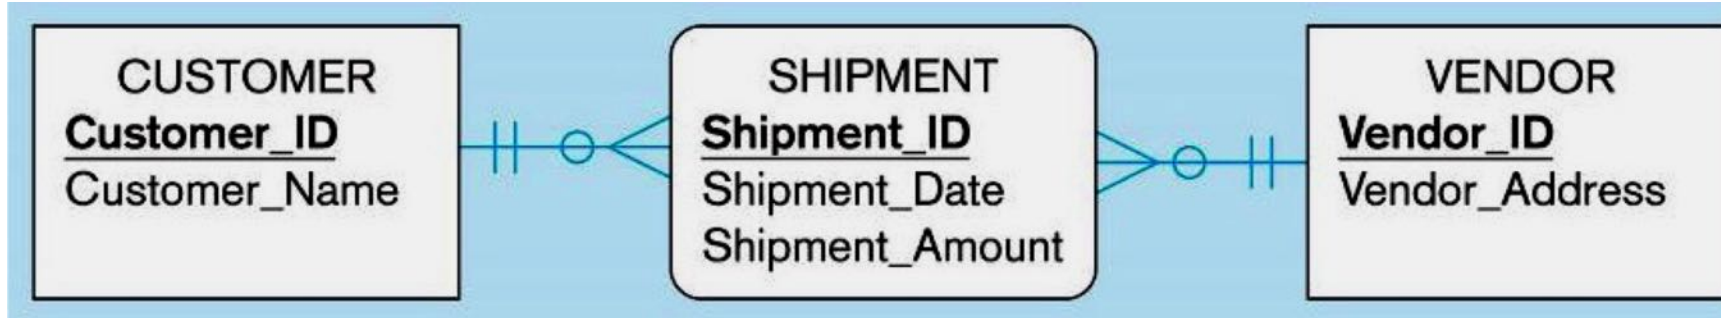 CUSTOMER
Customer_ID
Customer_Name
SHIPMENT
Shipment_ID
Shipment_Date
Shipment_Amount
VENDOR
Vendor_ID
Vendor_Address